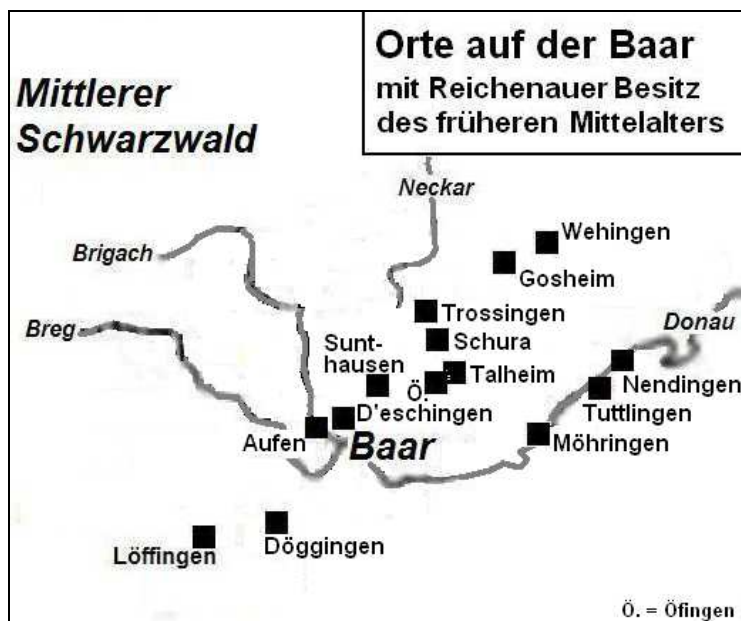 Orte auf der Baar
mit Reichenauer Besitz
des früheren Mittelalters
Mittlerer
Schwarzwald
Neckar
Wehingen
Brigach
Gosheim
Trossingen
Breg
Donau
Schura
Sunt-
hausen
Talheim
Nendingen
Ö.
Tuttlingen
D'eschingen
Aufen
Baar
Möhringen
Löffingen
Döggingen
Ö. = Öfingen